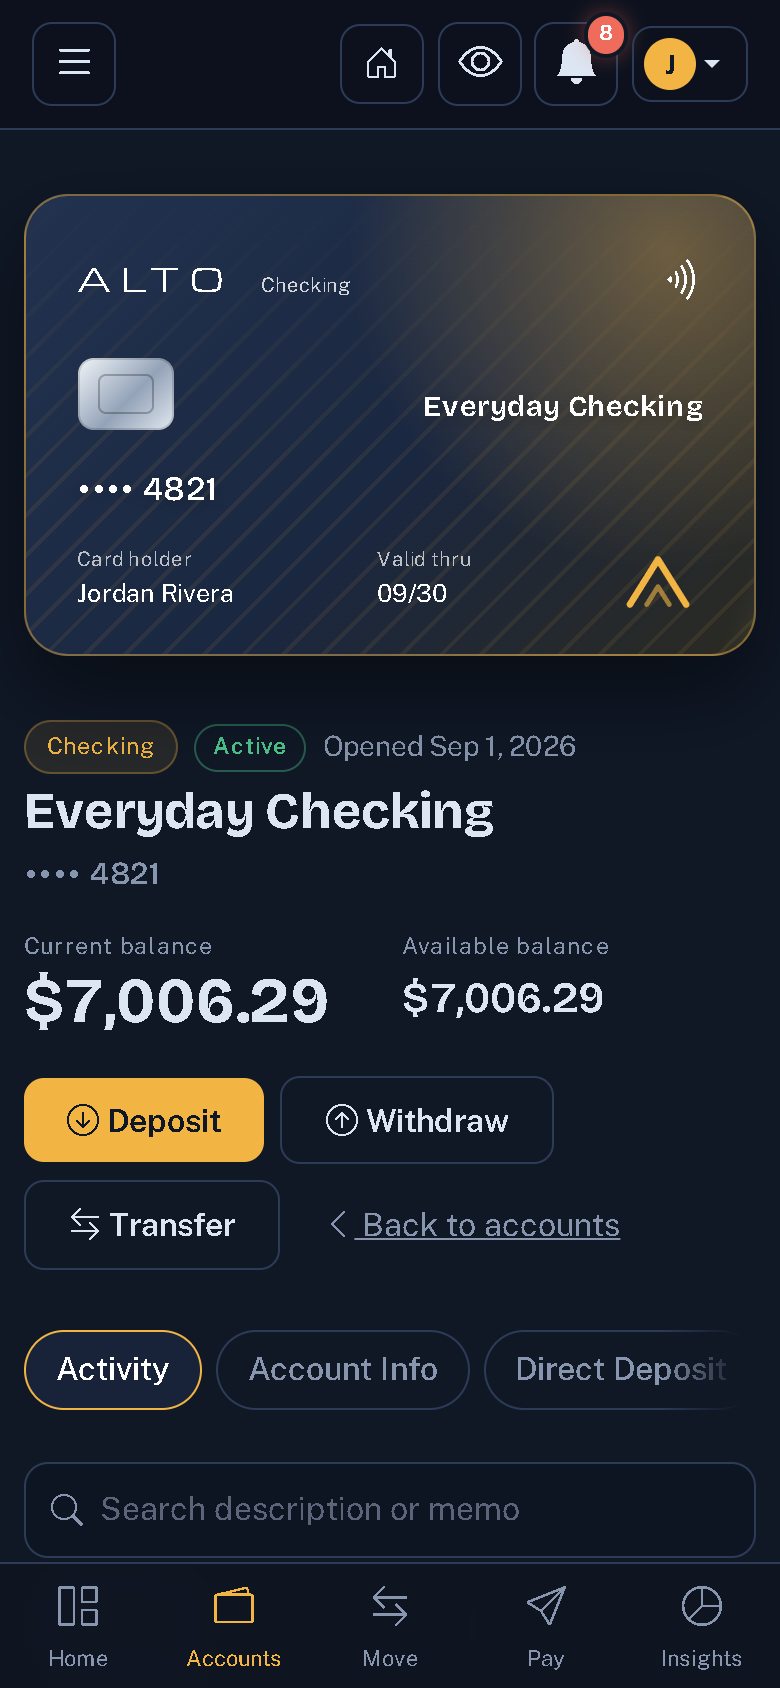 8
J
ALTO Checking
Everyday Checking
•••• 4821
Card holder Valid thru
Jordan Rivera 09/30
Checking Active Opened Sep 1, 2026
Everyday Checking
•••• 4821
Current balance Available balance
$7,006.29 $7,006.29
Deposit Withdraw
Transfer Back to accounts
Activity Account Info Direct Deposit
Search description or memo
Home Accounts Move Pay Insights